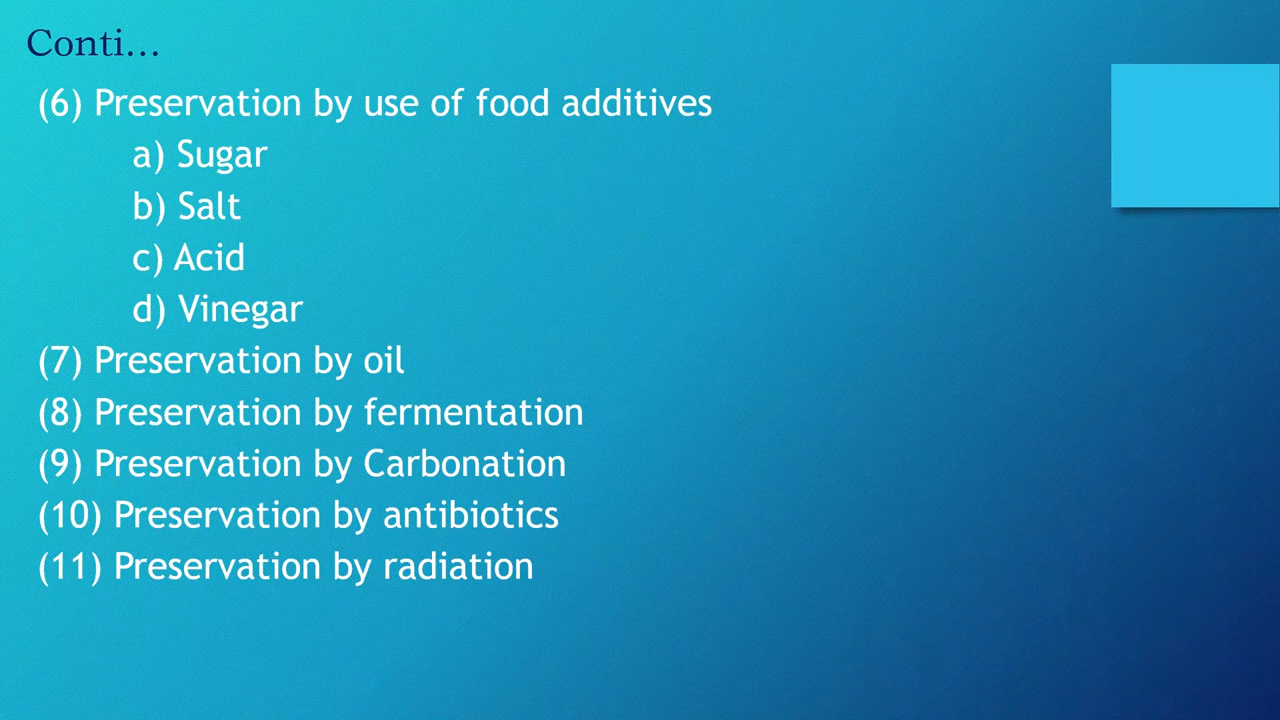 Conti...
(6) Preservation by use of food additives
a) Sugar
b) Salt
c) Acid
d) Vinegar
(7) Preservation by oil
(8) Preservation by fermentation
(9) Preservation by Carbonation
(10) Preservation by antibiotics
(11) Preservation by radiation